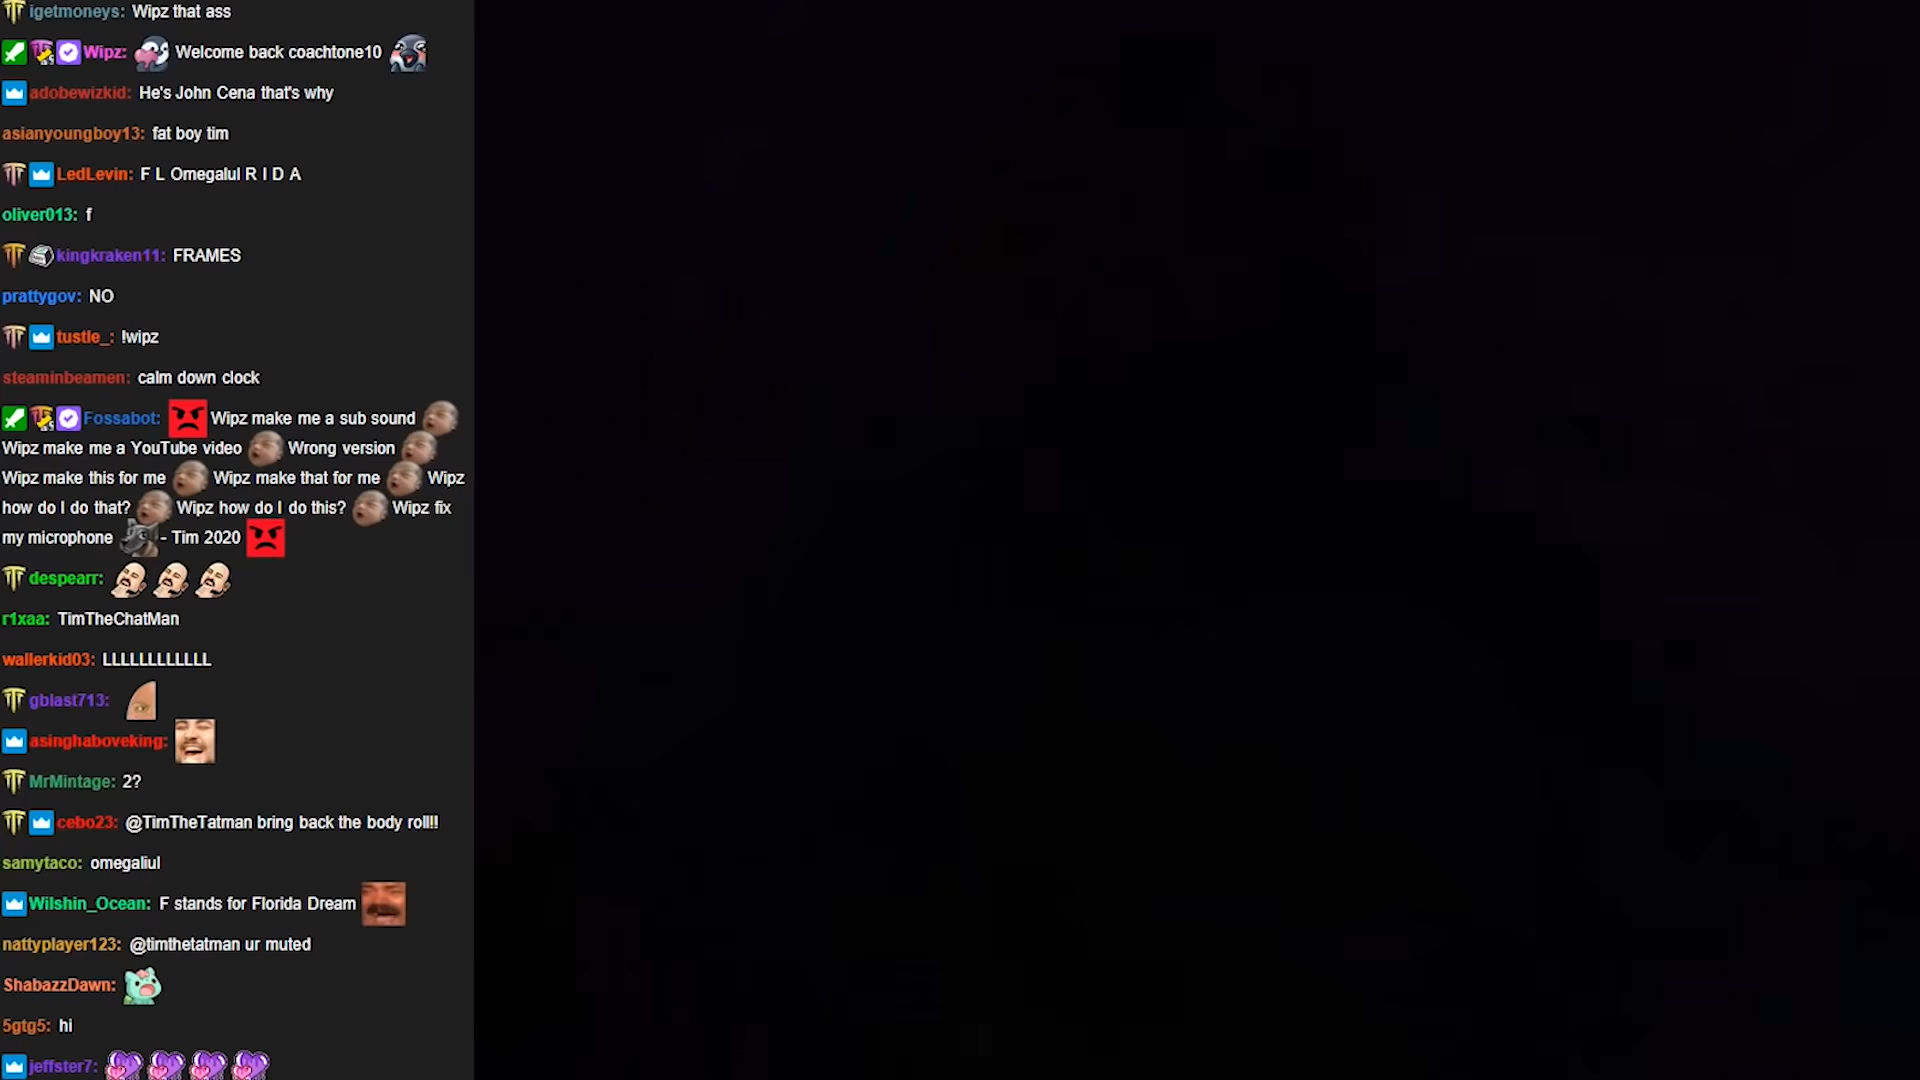 igetmoneys: Wipz that ass
Wipz: Welcome back coachtone10
adobewizkid: He's John Cena that's why
asianyoungboy13: fat boy tim
LedLevin: F L Omegalul R I D A
oliver013: f
kingkraken11: FRAMES
prattygov: NO
tustle_: !wipz
steaminbeamen: calm down clock
Fossabot: Wipz make me a sub sound
Wipz make me a YouTube video Wrong version
Wipz make this for me Wipz make that for me Wipz
how do I do that? Wipz how do I do this? Wipz fix
my microphone - Tim 2020
despearr:
r1xaa: TimTheChatMan
wallerkid03: LLLLLLLLLLLL
gblast713:
asinghaboveking:
MrMintage: 2?
cebo23: @TimTheTatman bring back the body roll!!
samytaco: omegaliul
Wilshin_Ocean: F stands for Florida Dream
nattyplayer123: @timthetatman ur muted
ShabazzDawn:
5gtg5: hi
jeffster7: